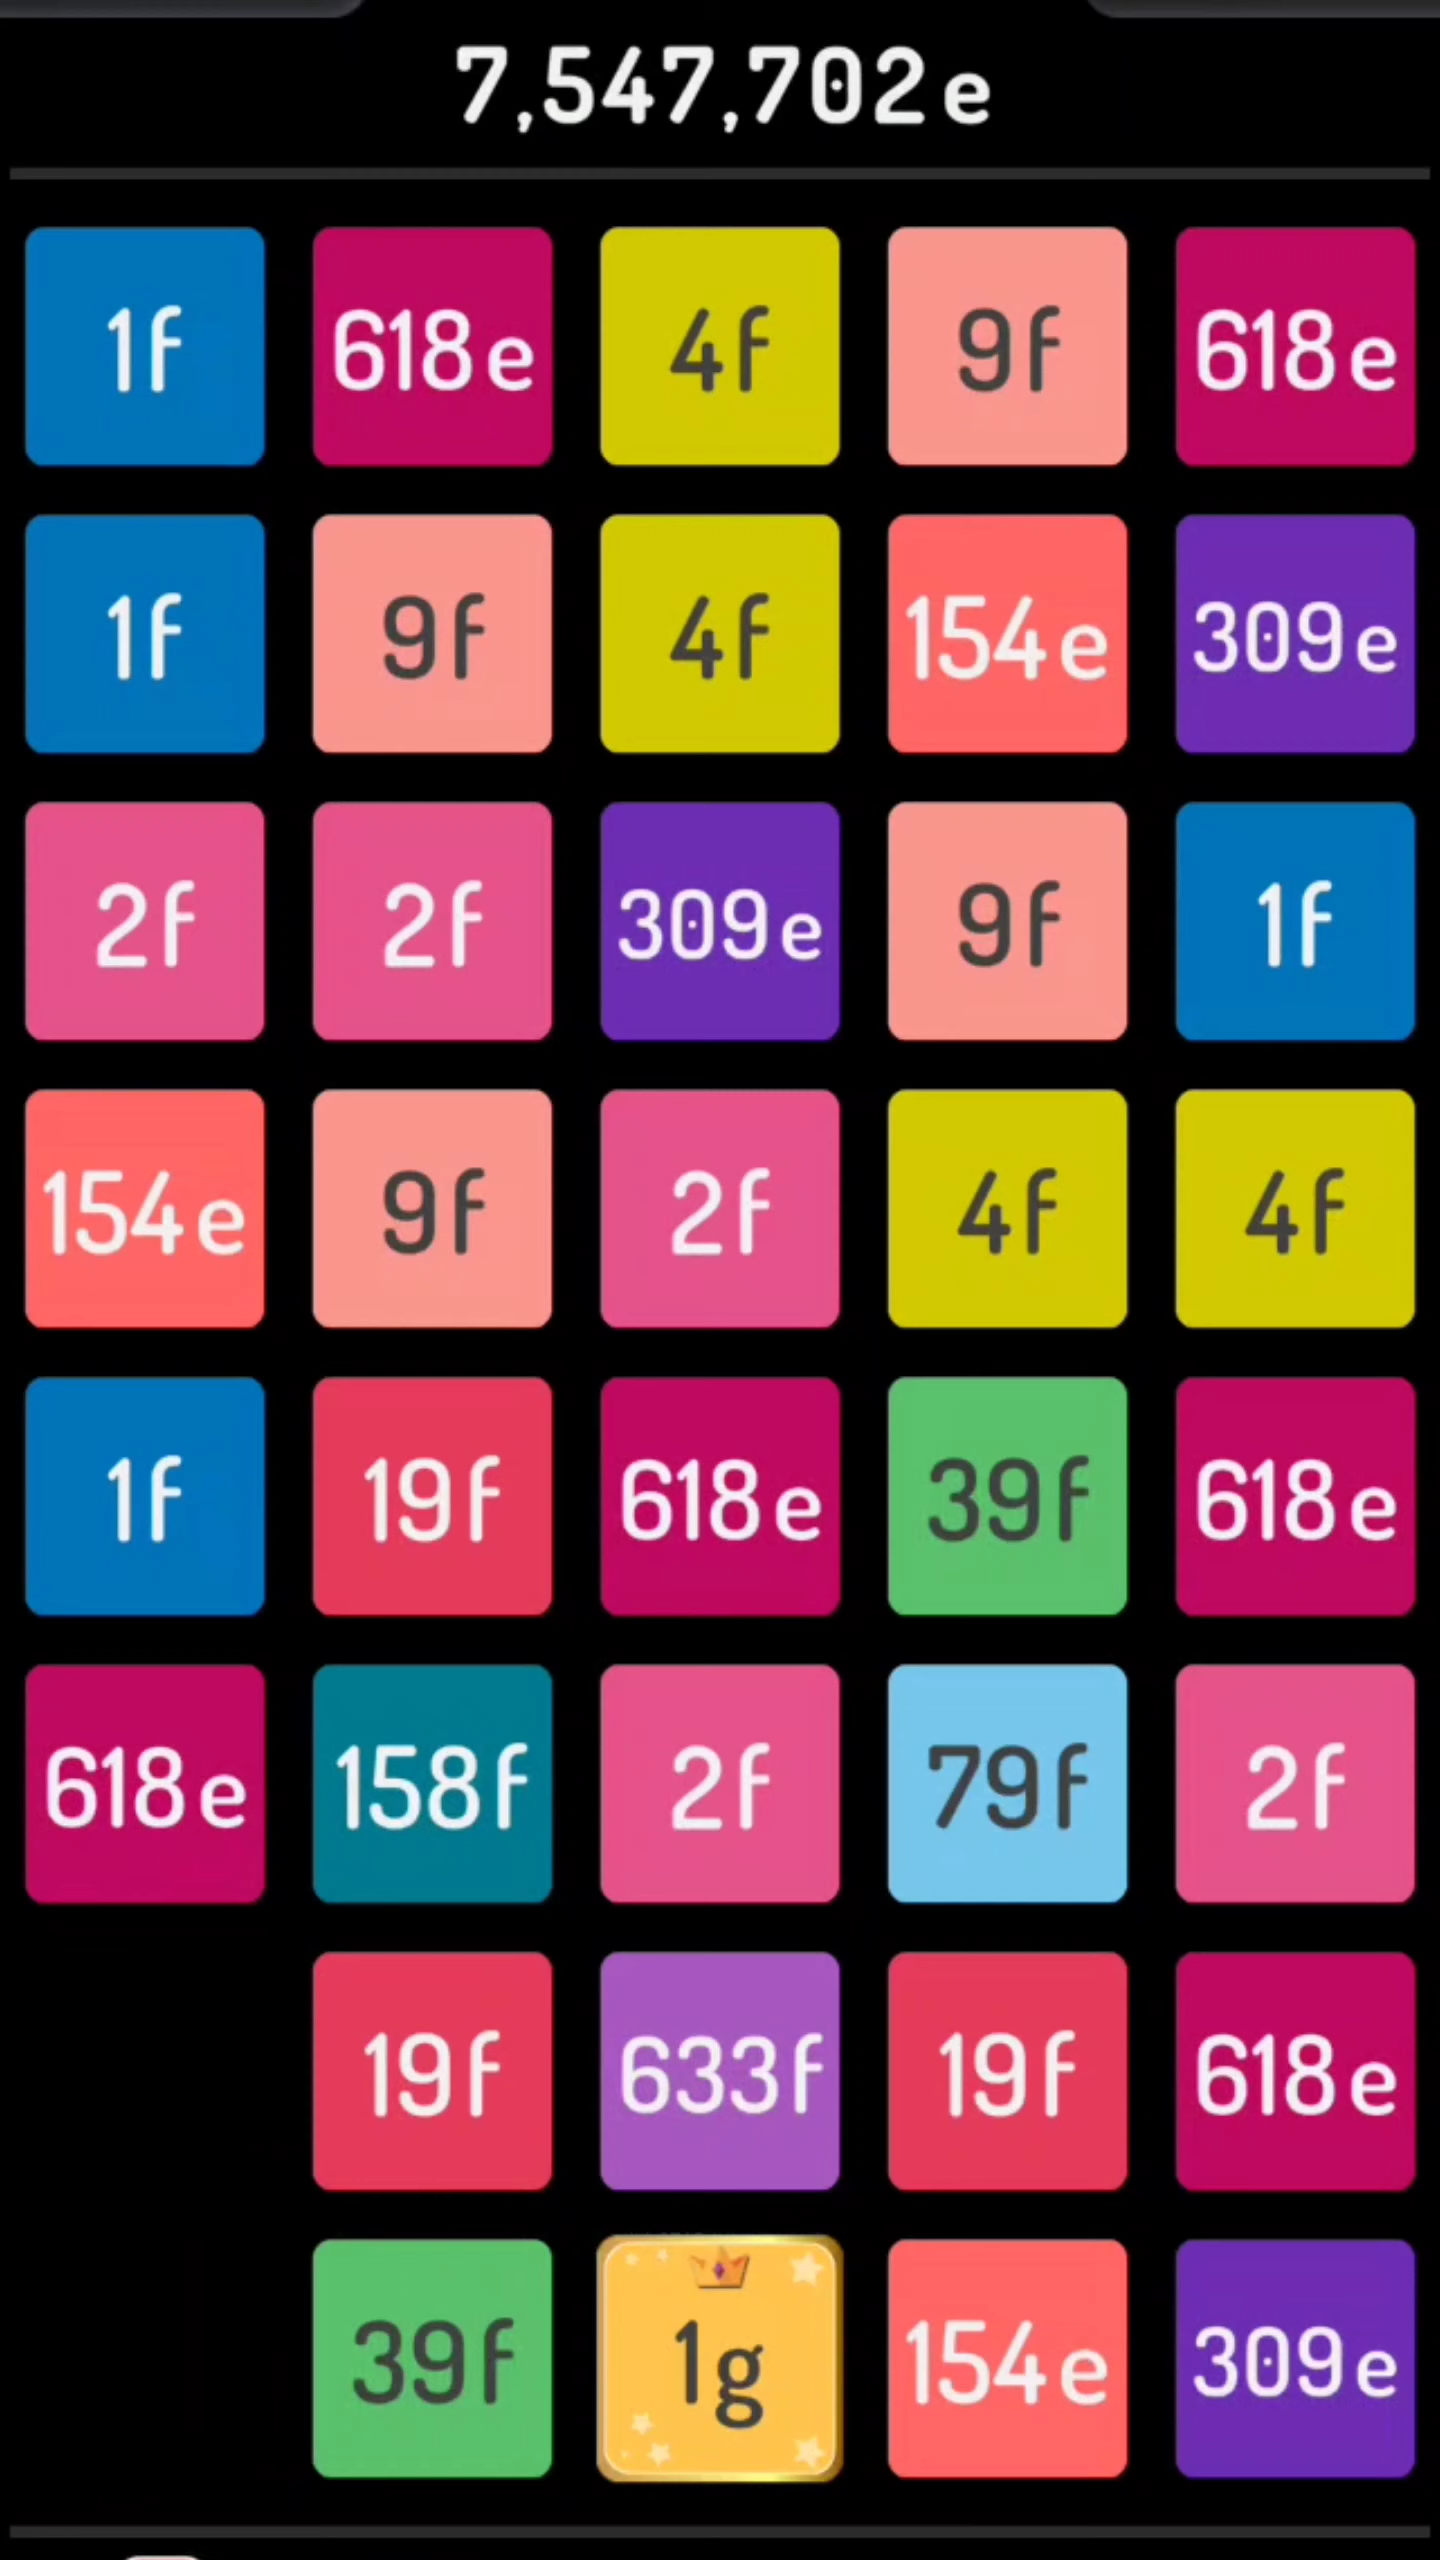 7,547,702e
1f 618e 4f 9f 618e
1f 9f 4f 154e 309e
2f 2f 309e 9f 1f
154e 9f 2f 4f 4f
1f 19f 618e 39f 618e
618e 158f 2f 79f 2f
19f 633f 19f 618e
39f 1g 154e 309e